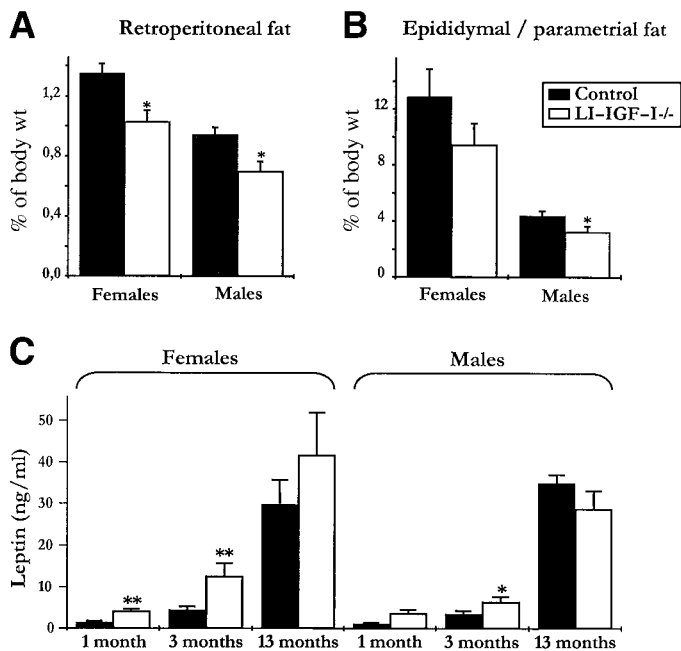 A Retroperitoneal fat
% of body wt
1,2
0,8
0,4
0,0
*
*
Females Males
B Epididymal / parametrial fat
% of body wt
12
8
4
0
*
Females Males
Control
LI-IGF-I-/-
C
Females Males
Leptin (ng/ml)
50
40
30
20
10
0
**
**
*
1 month 3 months 13 months 1 month 3 months 13 months